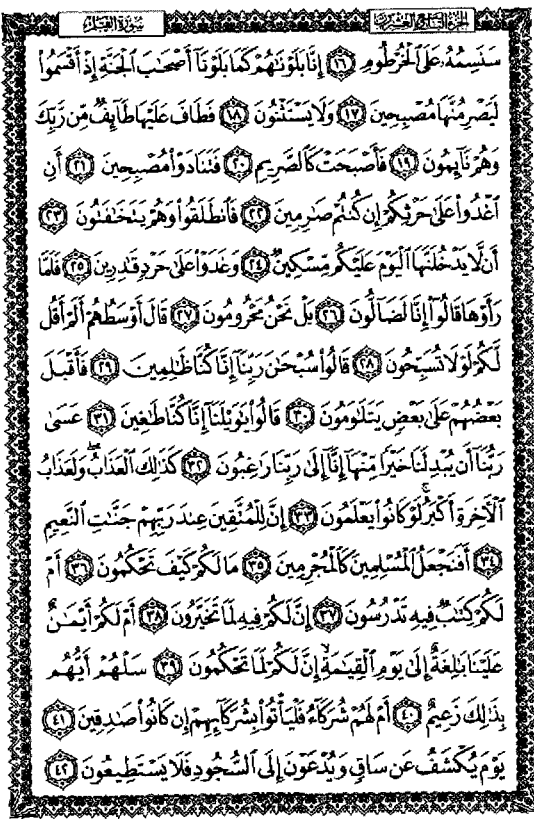 سُورَةُ القَلَمِ
الجزء التاسع والعشرون
سَنَسِمُهُۥ عَلَى ٱلْخُرْطُومِ ١٦ إِنَّا بَلَوْنَٰهُمْ كَمَا بَلَوْنَآ أَصْحَٰبَ ٱلْجَنَّةِ إِذْ أَقْسَمُوا۟
لَيَصْرِمُنَّهَا مُصْبِحِينَ ١٧ وَلَا يَسْتَثْنُونَ ١٨ فَطَافَ عَلَيْهَا طَآئِفٌ مِّن رَّبِّكَ
وَهُمْ نَآئِمُونَ ١٩ فَأَصْبَحَتْ كَٱلصَّرِيمِ ٢٠ فَتَنَادَوْا۟ مُصْبِحِينَ ٢١ أَنِ
ٱغْدُوا۟ عَلَىٰ حَرْثِكُمْ إِن كُنتُمْ صَٰرِمِينَ ٢٢ فَٱنطَلَقُوا۟ وَهُمْ يَتَخَٰفَتُونَ ٢٣
أَن لَّا يَدْخُلَنَّهَا ٱلْيَوْمَ عَلَيْكُم مِّسْكِينٌ ٢٤ وَغَدَوْا۟ عَلَىٰ حَرْدٍ قَٰدِرِينَ ٢٥ فَلَمَّا
رَأَوْهَا قَالُوٓا۟ إِنَّا لَضَآلُّونَ ٢٦ بَلْ نَحْنُ مَحْرُومُونَ ٢٧ قَالَ أَوْسَطُهُمْ أَلَمْ أَقُل
لَّكُمْ لَوْلَا تُسَبِّحُونَ ٢٨ قَالُوا۟ سُبْحَٰنَ رَبِّنَآ إِنَّا كُنَّا ظَٰلِمِينَ ٢٩ فَأَقْبَلَ
بَعْضُهُمْ عَلَىٰ بَعْضٍ يَتَلَٰوَمُونَ ٣٠ قَالُوا۟ يَٰوَيْلَنَآ إِنَّا كُنَّا طَٰغِينَ ٣١ عَسَىٰ
رَبُّنَآ أَن يُبْدِلَنَا خَيْرًا مِّنْهَآ إِنَّآ إِلَىٰ رَبِّنَا رَٰغِبُونَ ٣٢ كَذَٰلِكَ ٱلْعَذَابُ ۖ وَلَعَذَابُ
ٱلْءَاخِرَةِ أَكْبَرُ ۚ لَوْ كَانُوا۟ يَعْلَمُونَ ٣٣ إِنَّ لِلْمُتَّقِينَ عِندَ رَبِّهِمْ جَنَّٰتِ ٱلنَّعِيمِ
٣٤ أَفَنَجْعَلُ ٱلْمُسْلِمِينَ كَٱلْمُجْرِمِينَ ٣٥ مَا لَكُمْ كَيْفَ تَحْكُمُونَ ٣٦ أَمْ
لَكُمْ كِتَٰبٌ فِيهِ تَدْرُسُونَ ٣٧ إِنَّ لَكُمْ فِيهِ لَمَا تَخَيَّرُونَ ٣٨ أَمْ لَكُمْ أَيْمَٰنٌ
عَلَيْنَا بَٰلِغَةٌ إِلَىٰ يَوْمِ ٱلْقِيَٰمَةِ ۙ إِنَّ لَكُمْ لَمَا تَحْكُمُونَ ٣٩ سَلْهُمْ أَيُّهُم
بِذَٰلِكَ زَعِيمٌ ٤٠ أَمْ لَهُمْ شُرَكَآءُ فَلْيَأْتُوا۟ بِشُرَكَآئِهِمْ إِن كَانُوا۟ صَٰدِقِينَ ٤١
يَوْمَ يُكْشَفُ عَن سَاقٍ وَيُدْعَوْنَ إِلَى ٱلسُّجُودِ فَلَا يَسْتَطِيعُونَ ٤٢